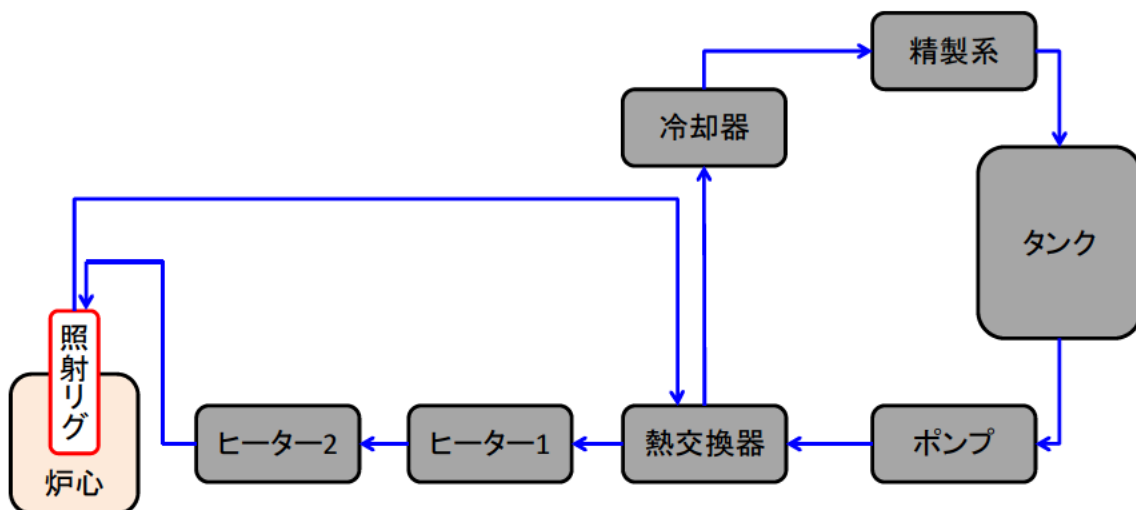 精製系
冷却器
タンク
照射リグ
炉心
ヒーター2
ヒーター1
熱交換器
ポンプ